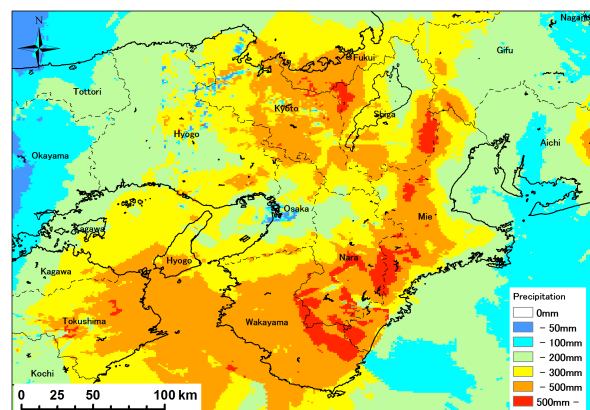 N
Nagano
Fukui
Gifu
Tottori
Kyoto
Shiga
Hyogo
Aichi
Okayama
Osaka
Mie
Kagawa
Nara
Hyogo
Kagawa
Tokushima
Wakayama
Kochi
Precipitation
0mm
- 50mm
- 100mm
- 200mm
- 300mm
- 500mm
500mm -
0 25 50 100 km